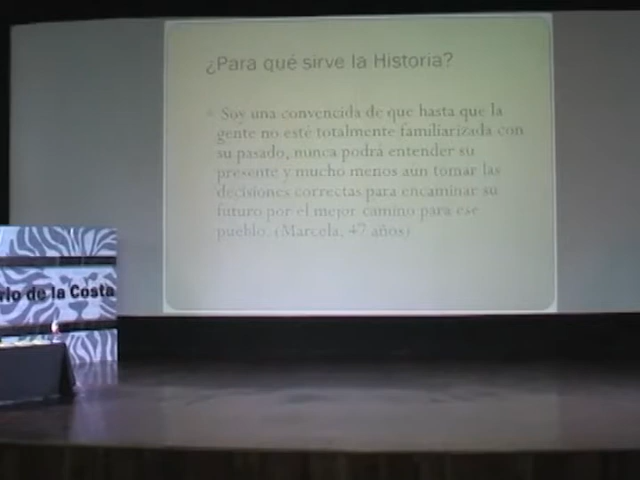 ¿Para qué sirve la Historia?
Soy una convencida de que hasta que la
gente no esté totalmente familiarizada con
su pasado, nunca podrá entender su
presente y mucho menos aún tomar las
decisiones correctas para encaminar su
futuro por el mejor camino para ese
pueblo. (Marcela, 47 años)
rio de la Costa